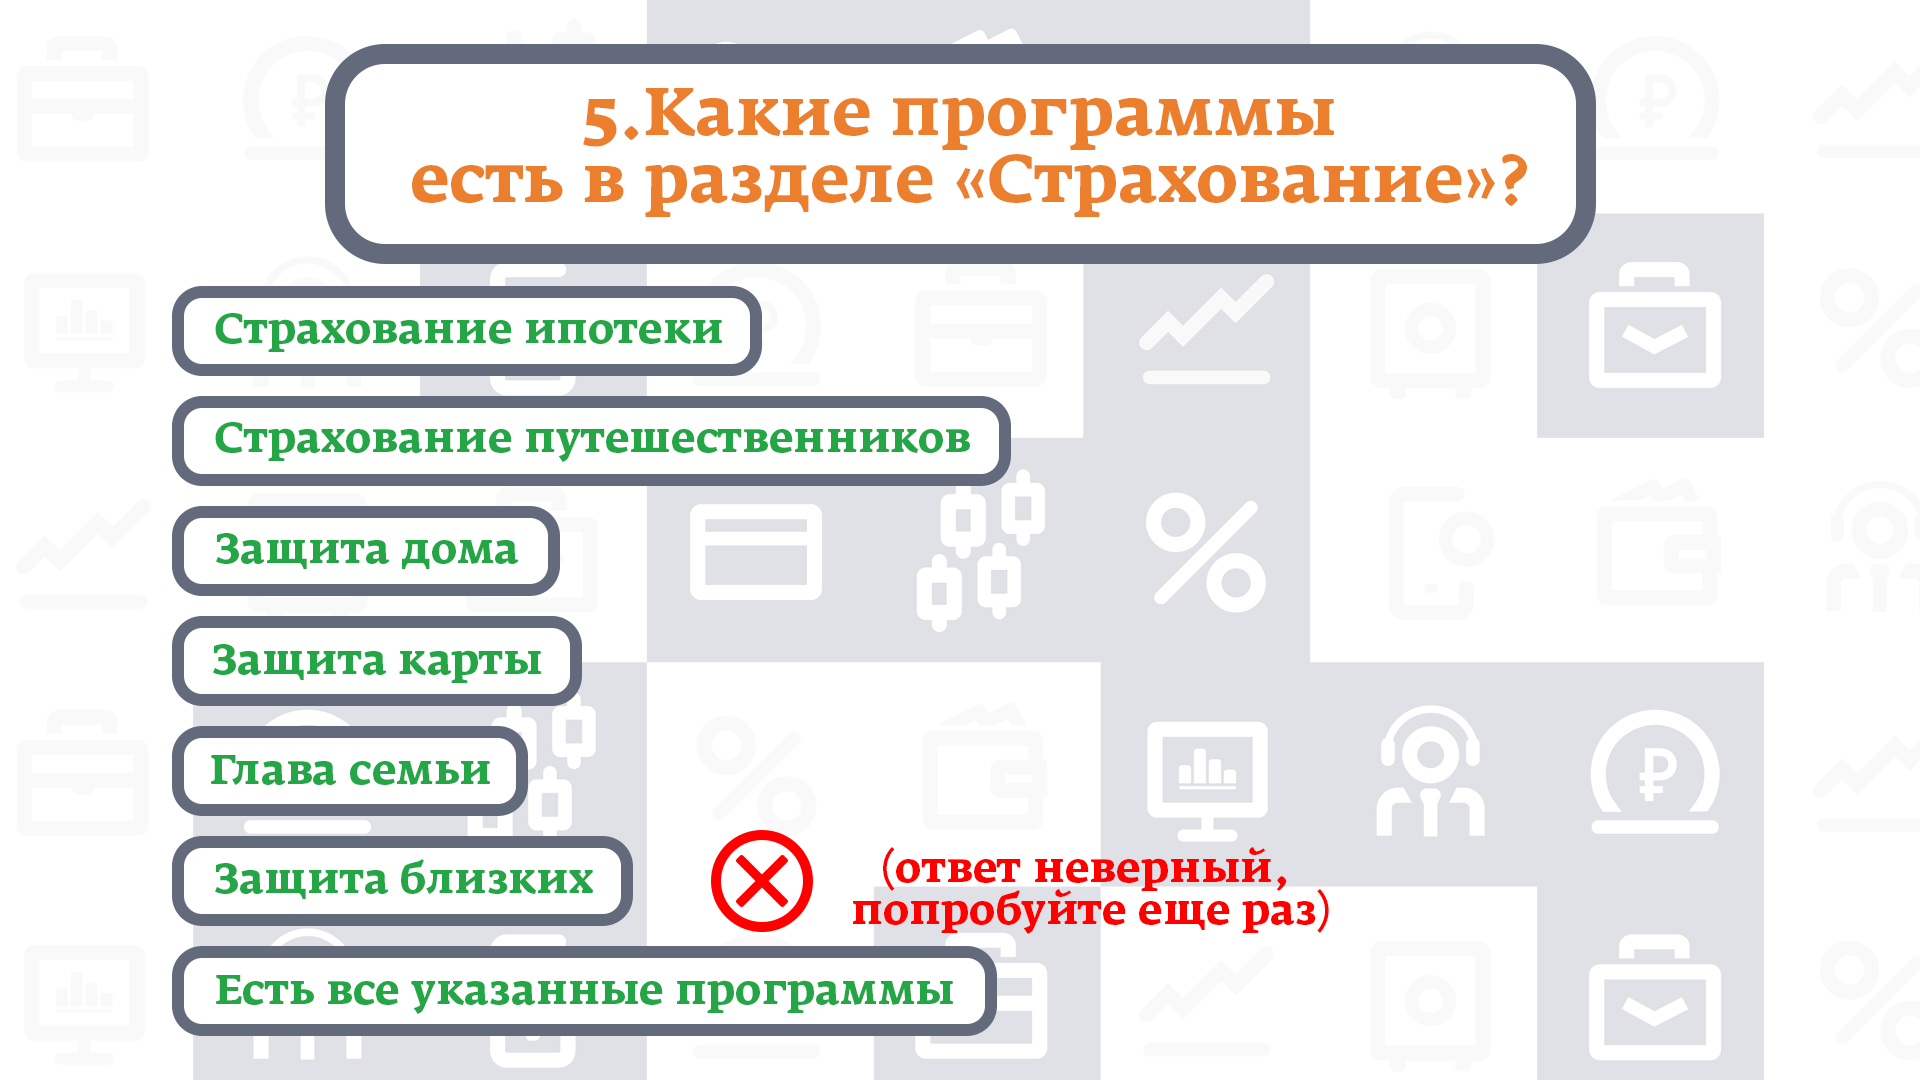 5.Какие программы
есть в разделе «Страхование»?
Страхование ипотеки
Страхование путешественников
Защита дома
Защита карты
Глава семьи
Защита близких
(ответ неверный,
попробуйте еще раз)
Есть все указанные программы